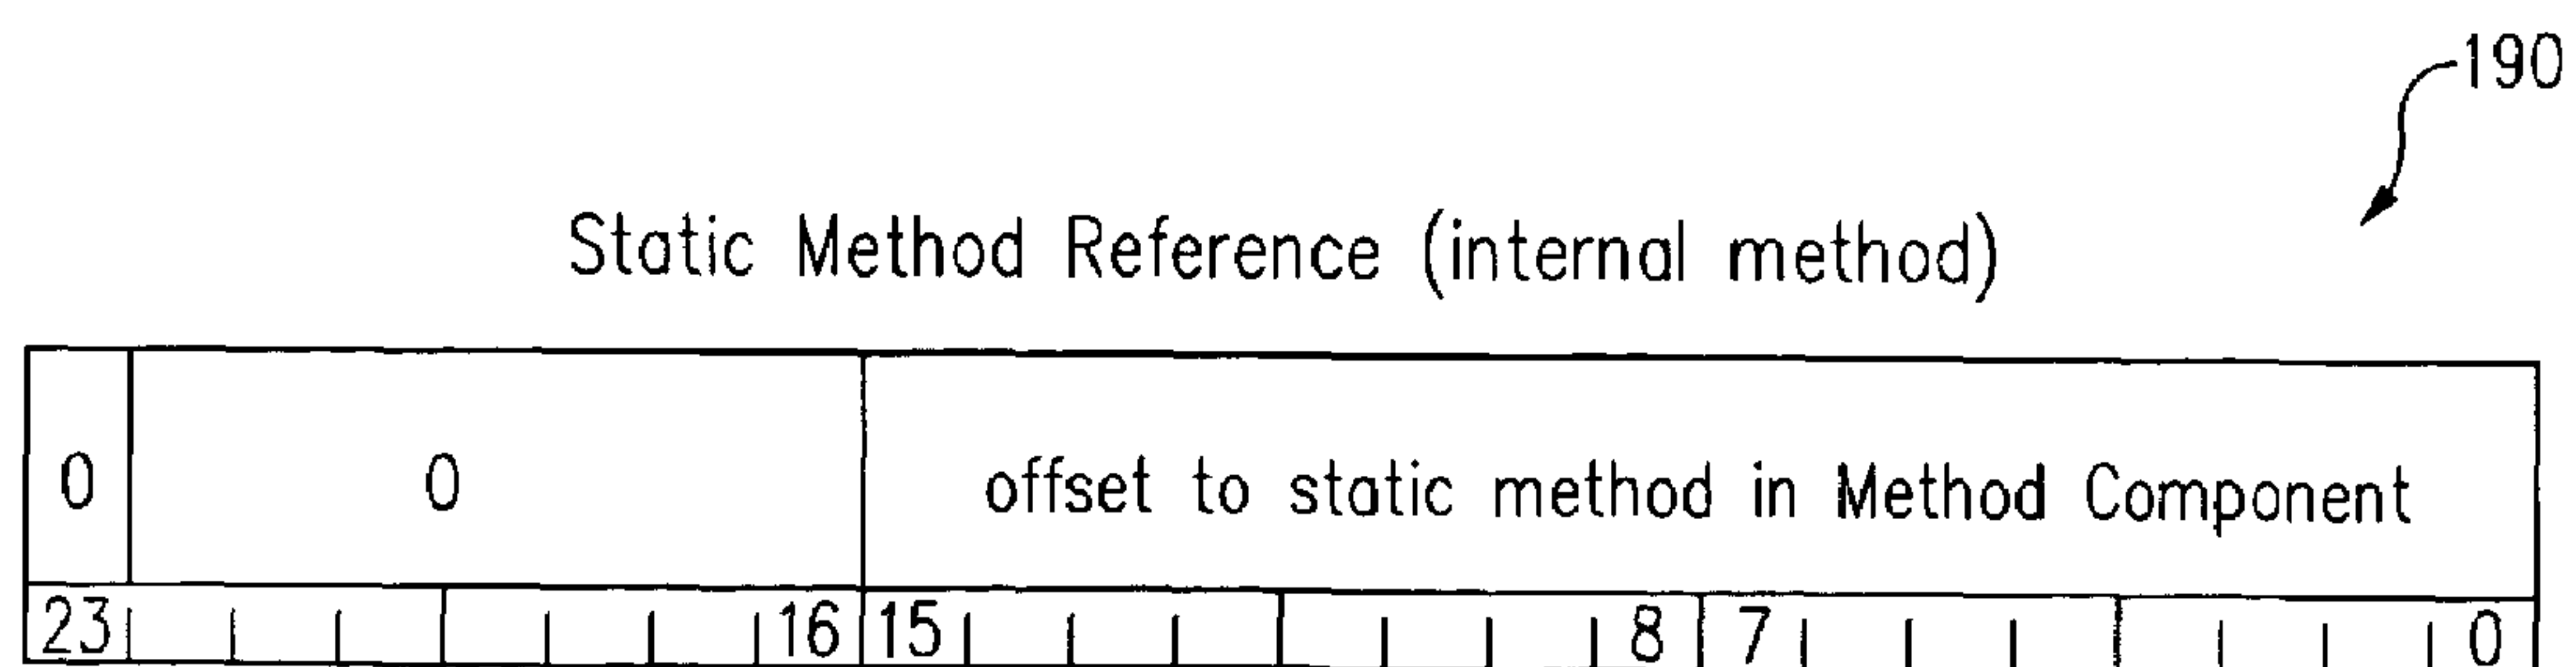 190
Static Method Reference (internal method)
0 0 offset to static method in Method Component
23 16 15 8 7 0